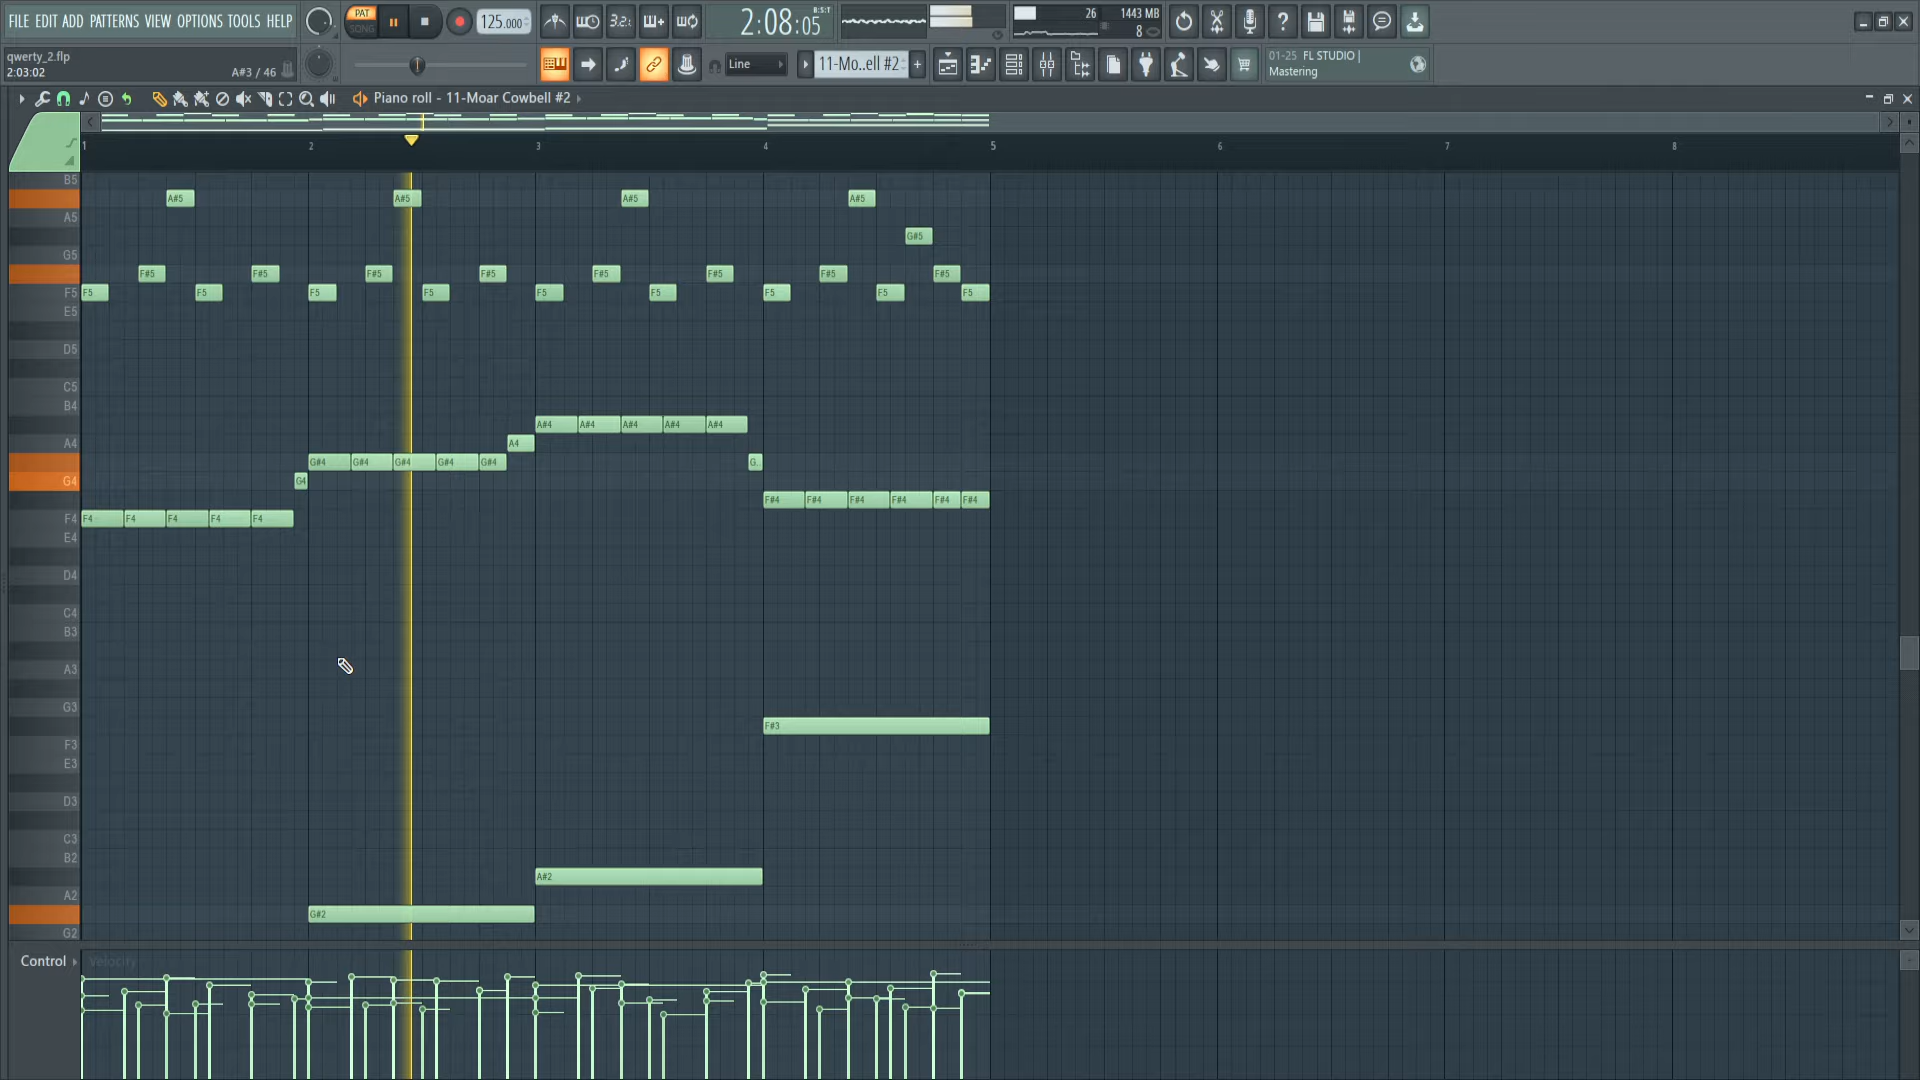 FILE EDIT ADD PATTERNS VIEW OPTIONS TOOLS HELP
PAT
SONG
125.000
3.2.
2:08:05
B:S:T
26
1443 MB
8
qwerty_2.flp
2:03:02
A#3 / 46
Line
11-Mo..ell #2
01-25 FL STUDIO |
Mastering
Piano roll - 11-Moar Cowbell #2
1 2 3 4 5 6 7 8
B5
A#5 A#5 A#5 A#5
A5
G#5
G5
F#5 F#5 F#5 F#5 F#5 F#5 F#5 F#5
F5 F5 F5 F5 F5 F5 F5 F5 F5 F5
E5
D5
C5
B4
A#4 A#4 A#4 A#4 A#4
A4 A4
G#4 G#4 G#4 G#4 G#4 G..
G4 G4
F#4 F#4 F#4 F#4 F#4 F#4
F4 F4 F4 F4 F4 F4
E4
D4
C4
B3
A3
G3
F#3
F3
E3
D3
C3
B2
A#2
A2
G#2
G2
Control
Velocity